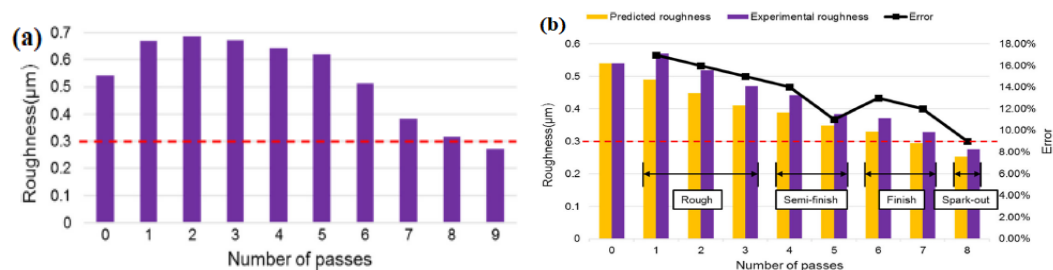 (a)
0.7
0.6
0.5
0.4
0.3
0.2
0.1
0
Roughness(μm)
0 1 2 3 4 5 6 7 8 9
Number of passes
(b)
Predicted roughness Experimental roughness Error
0.6
0.5
0.4
0.3
0.2
0.1
0
Roughness(μm)
18.00%
16.00%
14.00%
12.00%
10.00%
8.00%
6.00%
4.00%
2.00%
0.00%
Error
Rough Semi-finish Finish Spark-out
0 1 2 3 4 5 6 7 8
Number of passes